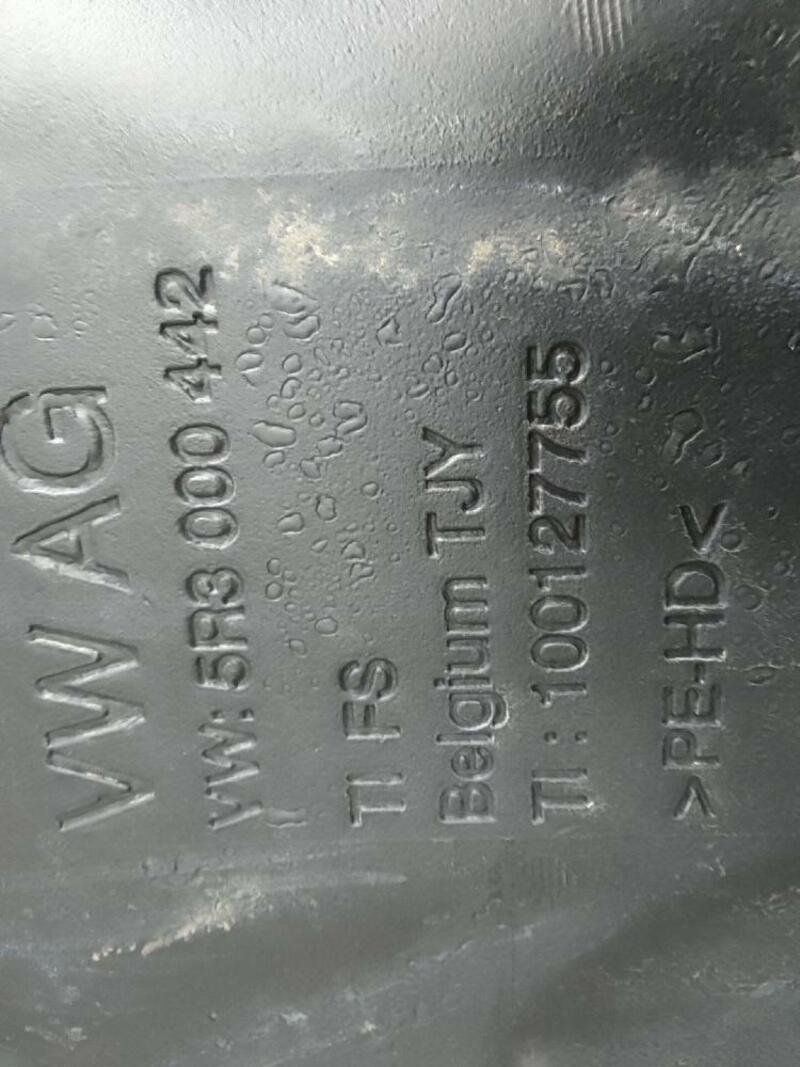 VW AG
VW: 5R3 000 442
TI FS
Belgium TJY
TI : 100127755
>PE-HD<